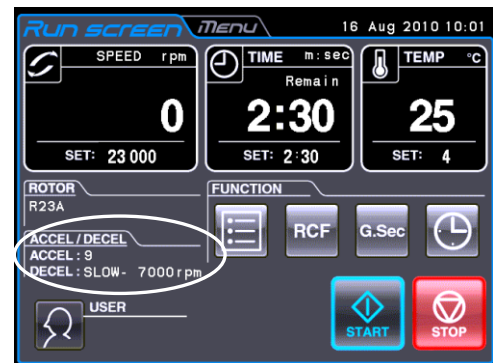 Run screen Menu 16 Aug 2010 10:01
SPEED rpm
0
SET: 23 000
TIME m:sec
Remain
2:30
SET: 2:30
TEMP °C
25
SET: 4
ROTOR
R23A
ACCEL/DECEL
ACCEL:9
DECEL:SLOW- 7000rpm
USER
FUNCTION
RCF
G.Sec
START
STOP